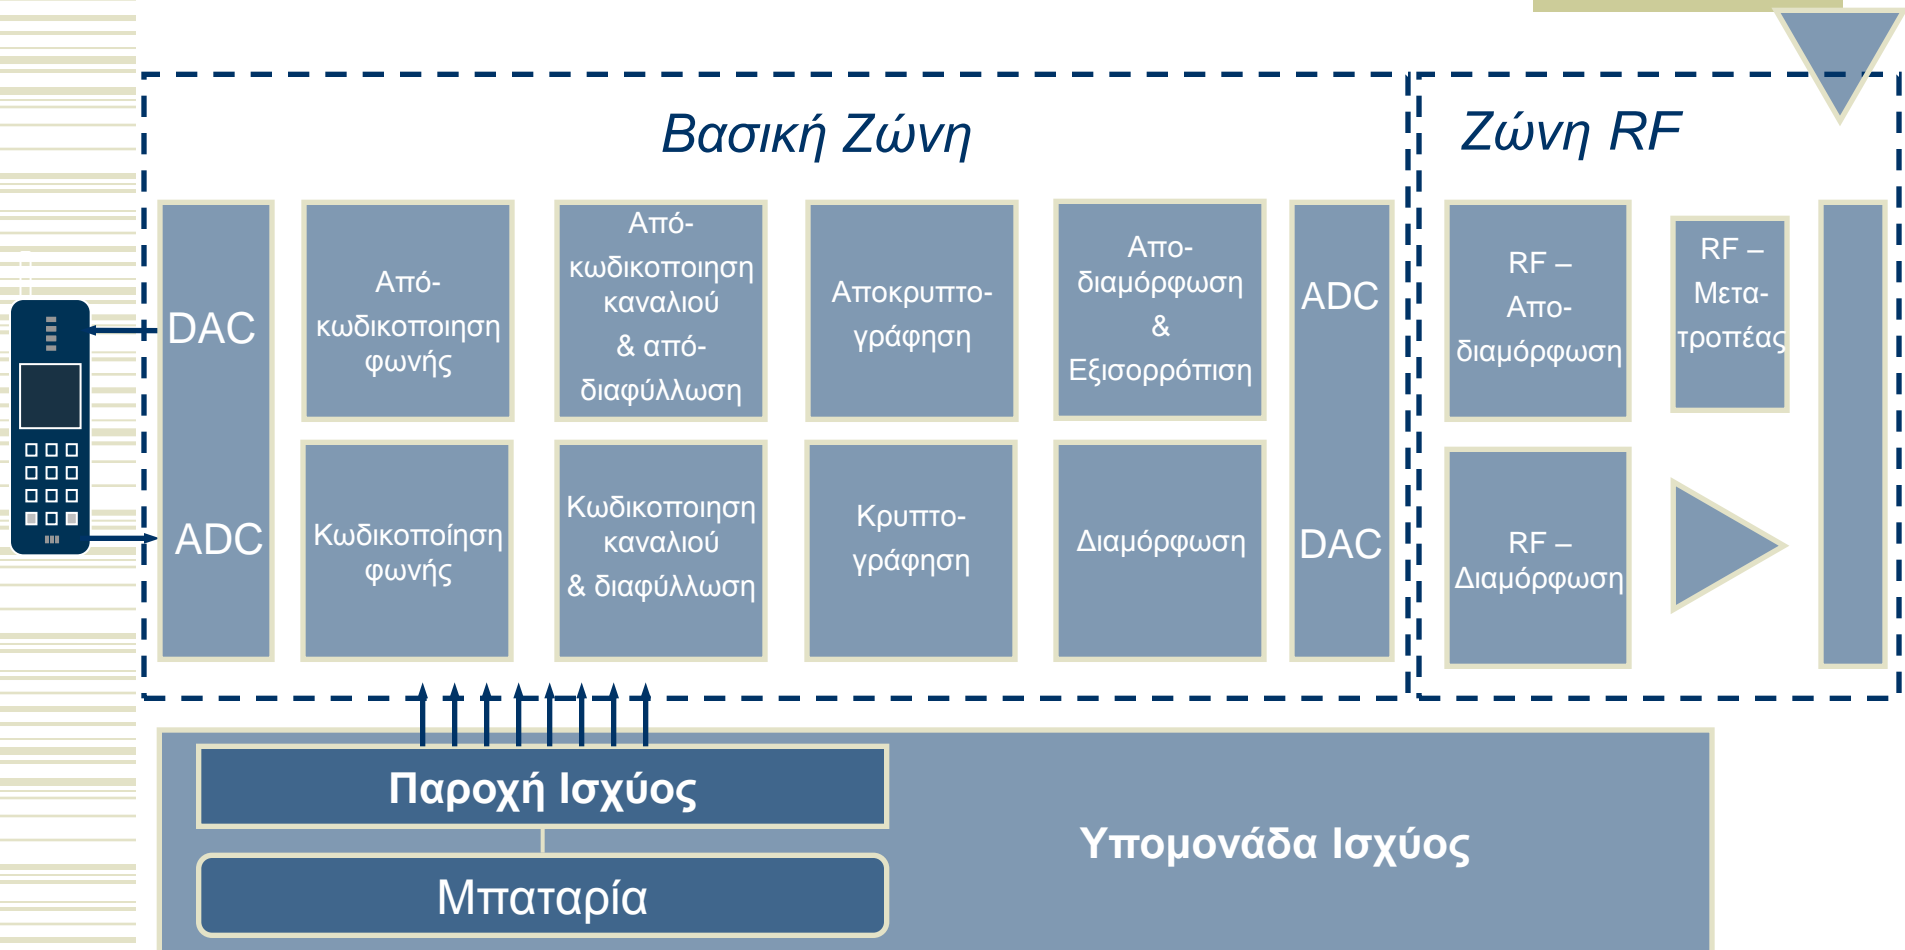 Βασική Ζώνη
Ζώνη RF
DAC
Από-
κωδικοποιηση
φωνής
Από-
κωδικοποιηση
καναλιού
& από-
διαφύλλωση
Αποκρυπτο-
γράφηση
Απο-
διαμόρφωση
&
Εξισορρόπιση
ADC
RF –
Απο-
διαμόρφωση
RF –
Μετα-
τροπέας
ADC
Κωδικοποίηση
φωνής
Κωδικοποιηση
καναλιού
& διαφύλλωση
Κρυπτο-
γράφηση
Διαμόρφωση
DAC
RF –
Διαμόρφωση
Παροχή Ισχύος
Υπομονάδα Ισχύος
Μπαταρία